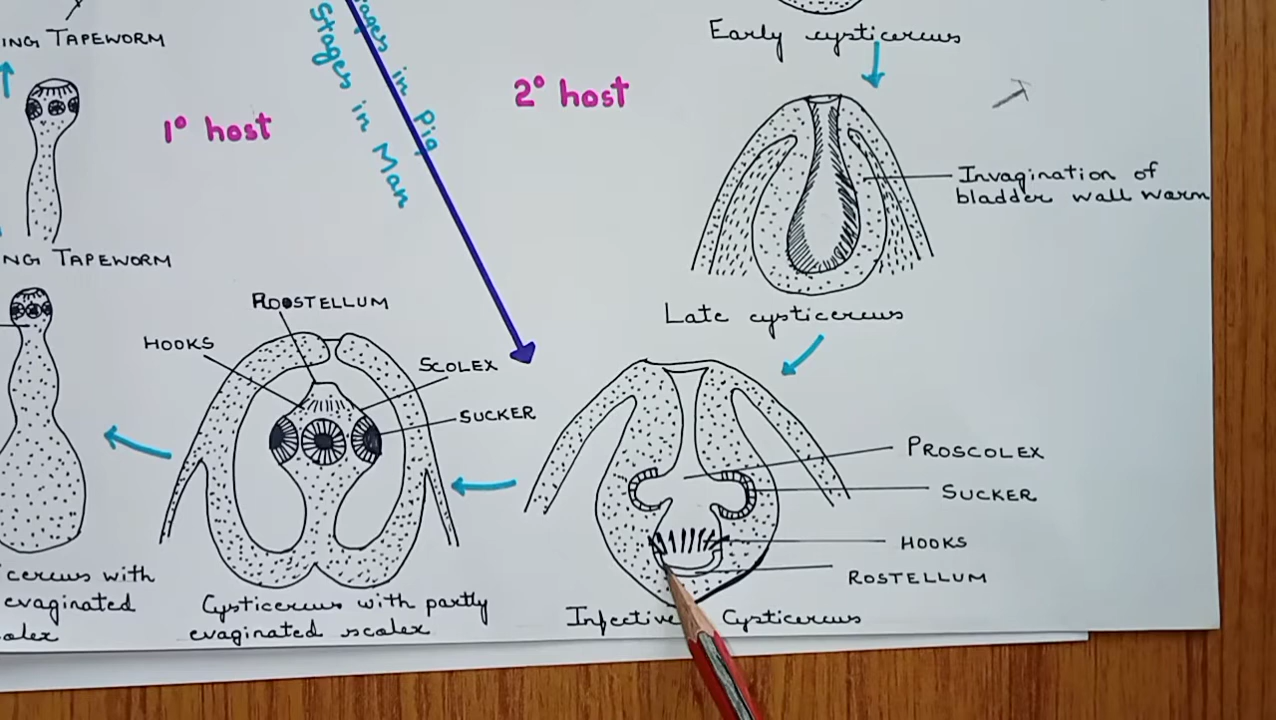 ING TAPEWORM
NG TAPEWORM
1° host
Stages in Pig
Stages in Man
2° host
Early cysticercus
Invagination of
bladder wall warm
Late cysticercus
ROOSTELLUM
HOOKS
SCOLEX
SUCKER
PROSCOLEX
SUCKER
HOOKS
ROSTELLUM
cercus with
evaginated
olex
Cysticercus with partly
evaginated scolex
Infective Cysticercus